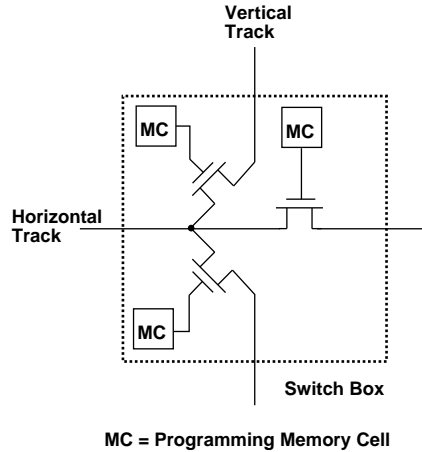 Vertical
Track
MC
MC
Horizontal
Track
MC
Switch Box
MC = Programming Memory Cell